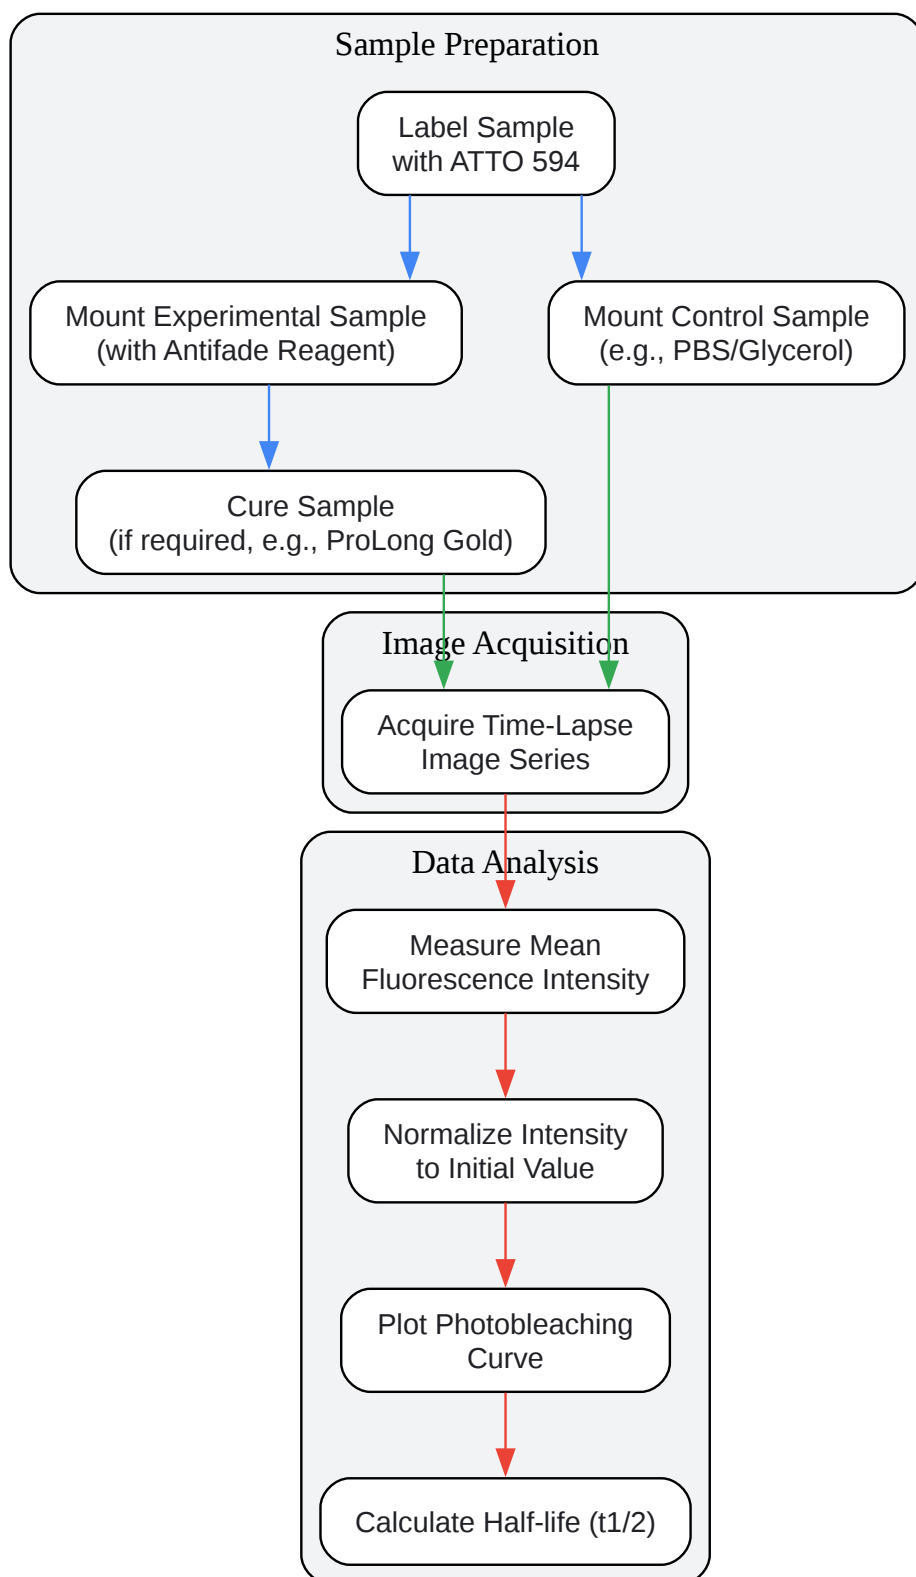 Sample Preparation
Label Sample
with ATTO 594
Mount Experimental Sample
(with Antifade Reagent)
Mount Control Sample
(e.g., PBS/Glycerol)
Cure Sample
(if required, e.g., ProLong Gold)
Image Acquisition
Acquire Time-Lapse
Image Series
Data Analysis
Measure Mean
Fluorescence Intensity
Normalize Intensity
to Initial Value
Plot Photobleaching
Curve
Calculate Half-life (t1/2)